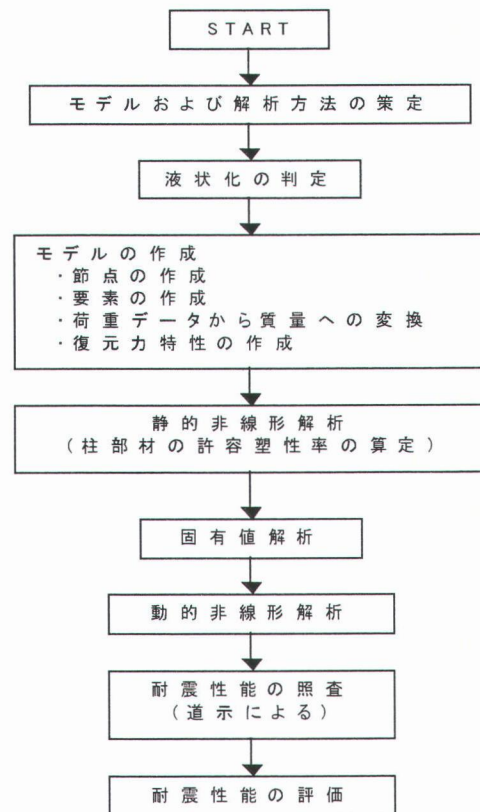 START
モデルおよび解析方法の策定
液状化の判定
モデルの作成
・節点の作成
・要素の作成
・荷重データから質量への変換
・復元力特性の作成
静的非線形解析
(柱部材の許容塑性率の算定)
固有値解析
動的非線形解析
耐震性能の照査
(道示による)
耐震性能の評価